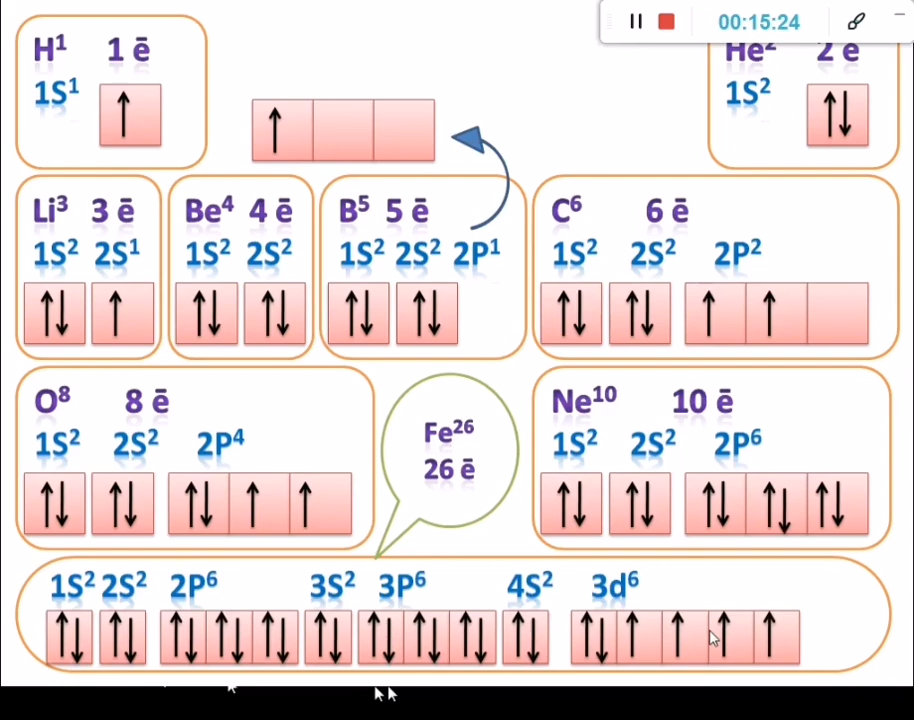 00:15:24
H¹ 1 ē
1S¹
He² 2 e
1S²
Li³ 3 ē
1S² 2S¹
Be⁴ 4 ē
1S² 2S²
B⁵ 5 ē
1S² 2S² 2P¹
C⁶ 6 ē
1S² 2S² 2P²
O⁸ 8 ē
1S² 2S² 2P⁴
Fe²⁶
26 ē
Ne¹⁰ 10 ē
1S² 2S² 2P⁶
1S² 2S² 2P⁶ 3S² 3P⁶ 4S² 3d⁶